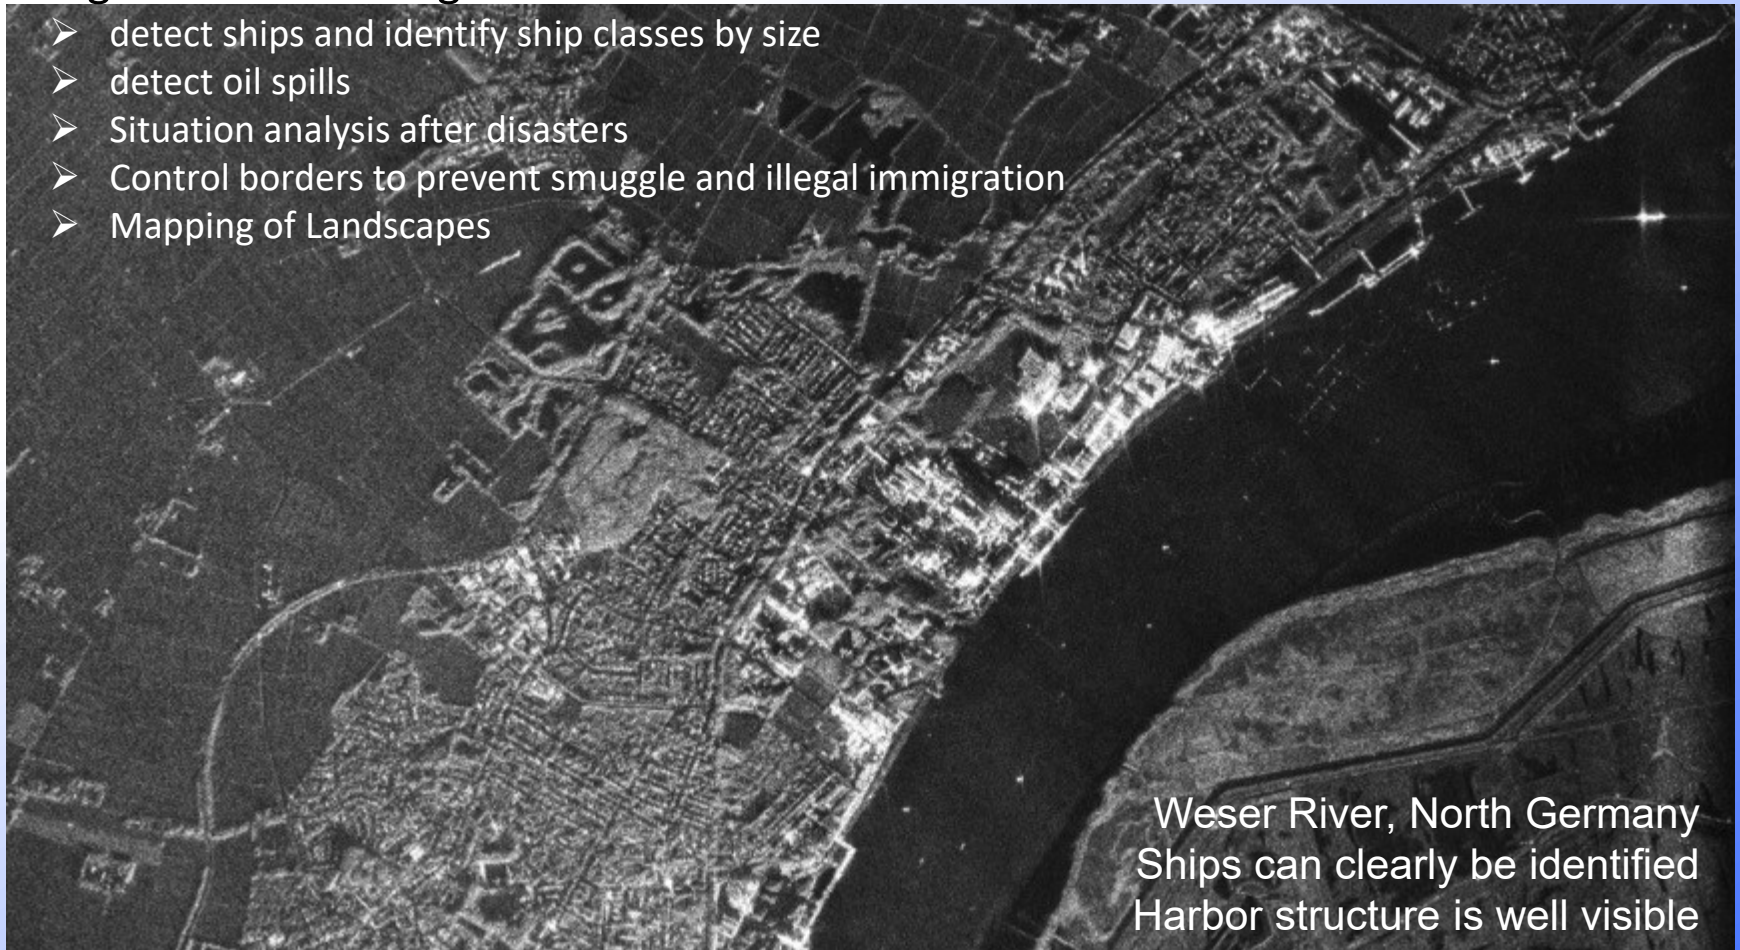 ➢ detect ships and identify ship classes by size
➢ detect oil spills
➢ Situation analysis after disasters
➢ Control borders to prevent smuggle and illegal immigration
➢ Mapping of Landscapes
Weser River, North Germany
Ships can clearly be identified
Harbor structure is well visible